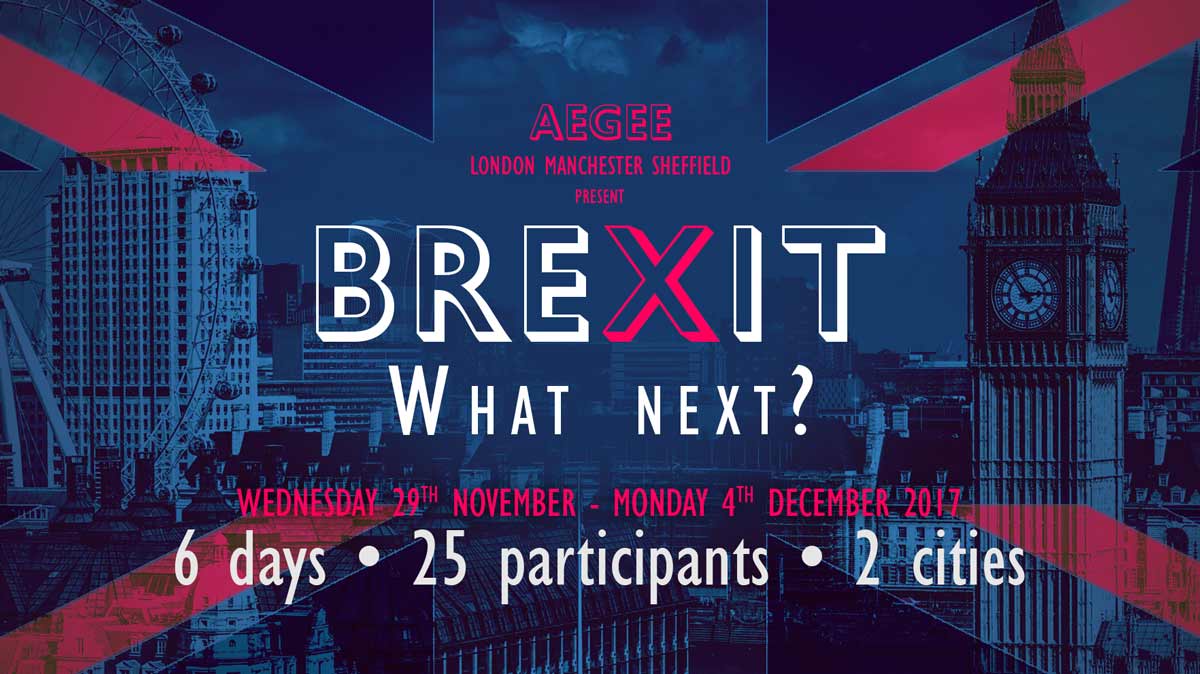 AEGEE
LONDON MANCHESTER SHEFFIELD
PRESENT
BREXIT
WHAT NEXT?
WEDNESDAY 29TH NOVEMBER - MONDAY 4TH DECEMBER 2017
6 days • 25 participants • 2 cities